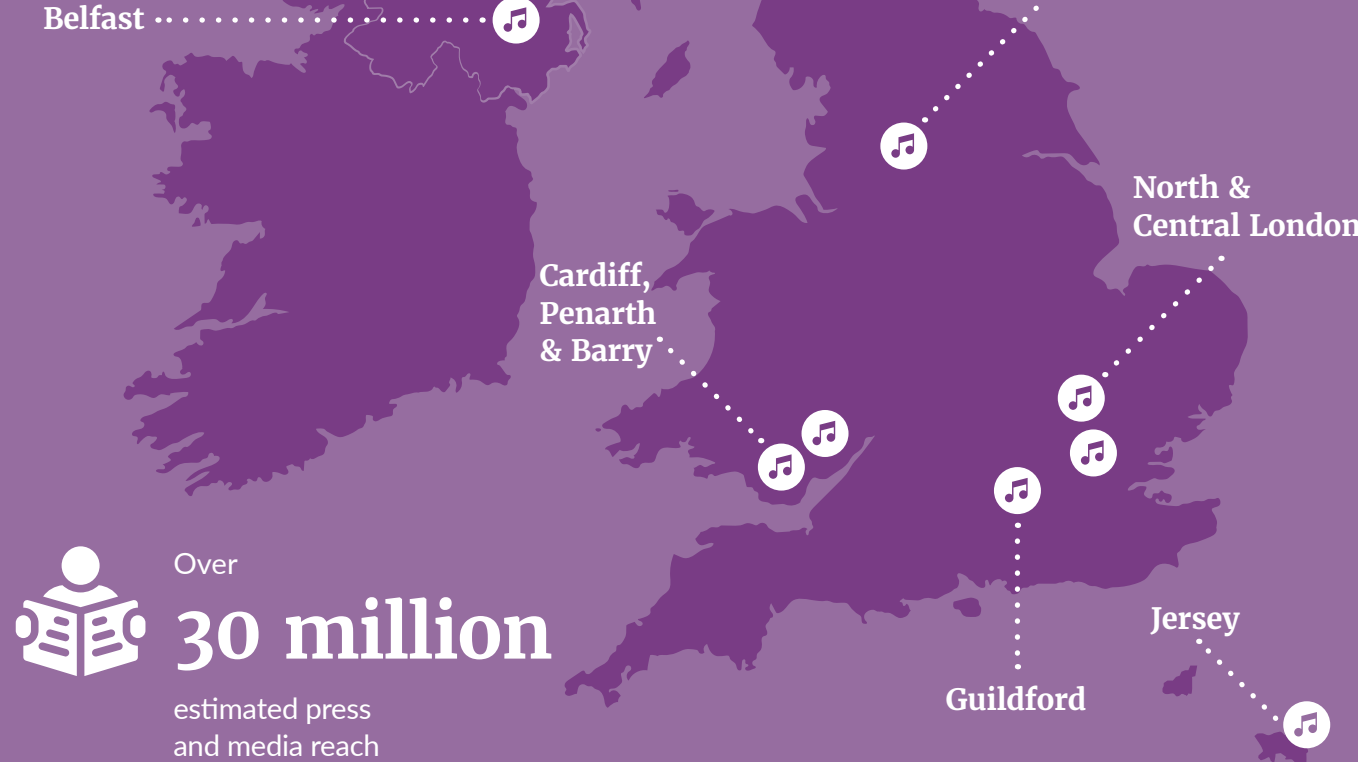 Belfast
North &
Central London
Cardiff,
Penarth
& Barry
Over
30 million
estimated press
and media reach
Guildford
Jersey